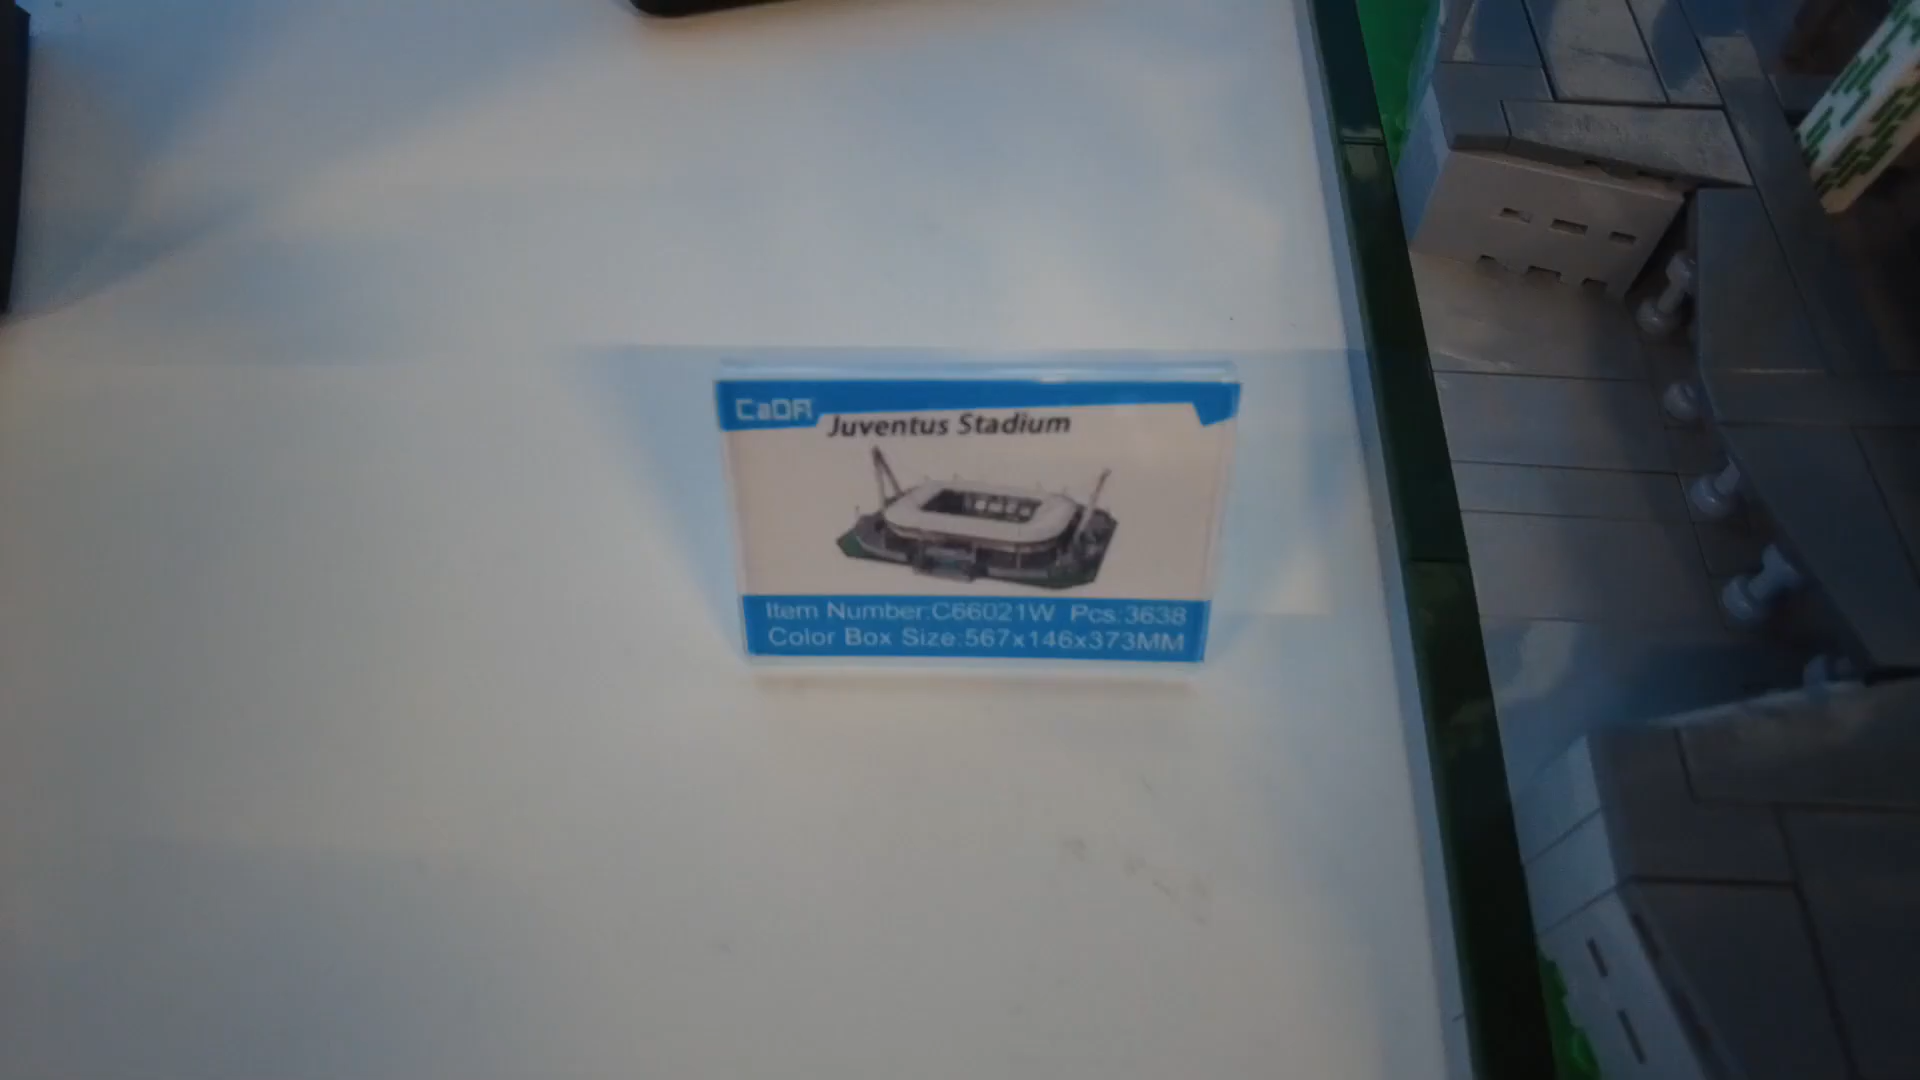 CaDA
Juventus Stadium
Item Number:C66021W Pcs:3638
Color Box Size:567x146x373MM